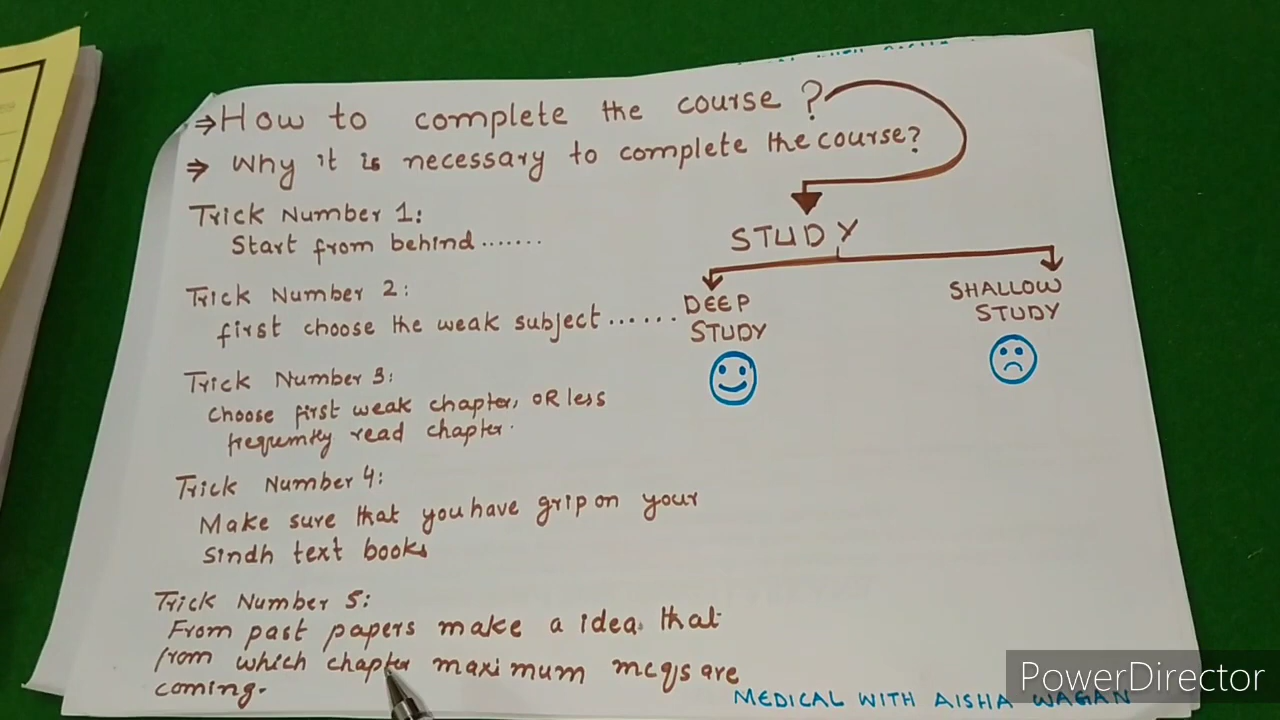 ⇒ How to complete the course ?
⇒ Why it is necessary to complete the course?
Trick Number 1:
Start from behind.......
Trick Number 2:
first choose the weak subject......
Trick Number 3:
Choose first weak chapter, OR less
frequently read chapter.
Trick Number 4:
Make sure that you have grip on your
Sindh text books
Trick Number 5:
From past papers make a idea that
from which chapter maximum mcqs are
coming.
STUDY
DEEP
STUDY
SHALLOW
STUDY
MEDICAL WITH AISHA WAGAN
PowerDirector